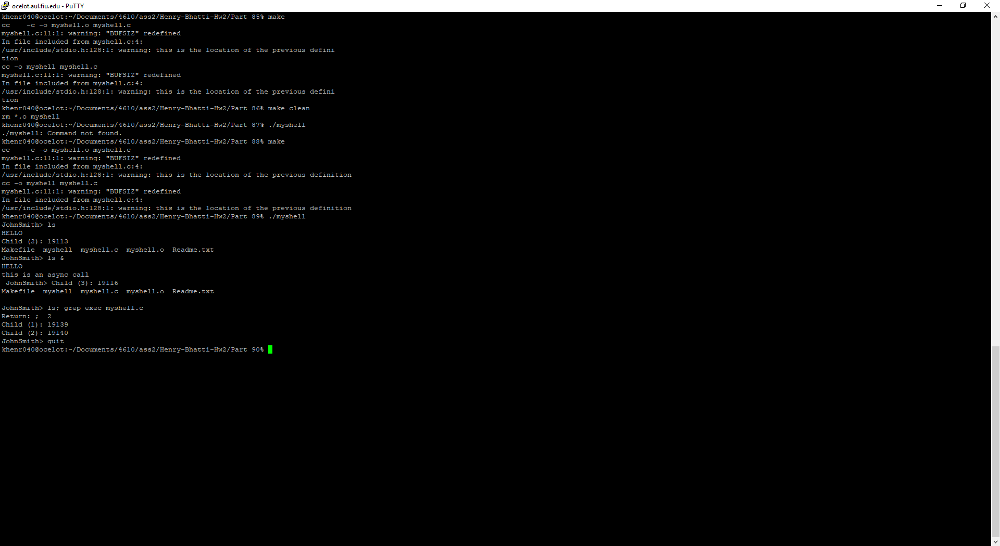 ocelot.aul.fiu.edu - PuTTY
khenr040@ocelot:~/Documents/4610/ass2/Henry-Bhatti-Hw2/Part 85% make
cc    -c -o myshell.o myshell.c
myshell.c:11:1: warning: "BUFSIZ" redefined
In file included from myshell.c:4:
/usr/include/stdio.h:128:1: warning: this is the location of the previous defini
tion
cc -o myshell myshell.c
myshell.c:11:1: warning: "BUFSIZ" redefined
In file included from myshell.c:4:
/usr/include/stdio.h:128:1: warning: this is the location of the previous defini
tion
khenr040@ocelot:~/Documents/4610/ass2/Henry-Bhatti-Hw2/Part 86% make clean
rm *.o myshell
khenr040@ocelot:~/Documents/4610/ass2/Henry-Bhatti-Hw2/Part 87% ./myshell
./myshell: Command not found.
khenr040@ocelot:~/Documents/4610/ass2/Henry-Bhatti-Hw2/Part 88% make
cc    -c -o myshell.o myshell.c
myshell.c:11:1: warning: "BUFSIZ" redefined
In file included from myshell.c:4:
/usr/include/stdio.h:128:1: warning: this is the location of the previous definition
cc -o myshell myshell.c
myshell.c:11:1: warning: "BUFSIZ" redefined
In file included from myshell.c:4:
/usr/include/stdio.h:128:1: warning: this is the location of the previous definition
khenr040@ocelot:~/Documents/4610/ass2/Henry-Bhatti-Hw2/Part 89% ./myshell
JohnSmith> ls
HELLO
Child (2): 19113
Makefile  myshell  myshell.c  myshell.o  Readme.txt
JohnSmith> ls &
HELLO
this is an async call
 JohnSmith> Child (3): 19116
Makefile  myshell  myshell.c  myshell.o  Readme.txt

JohnSmith> ls; grep exec myshell.c
Return: ;  2
Child (1): 19139
Child (2): 19140
JohnSmith> quit
khenr040@ocelot:~/Documents/4610/ass2/Henry-Bhatti-Hw2/Part 90%